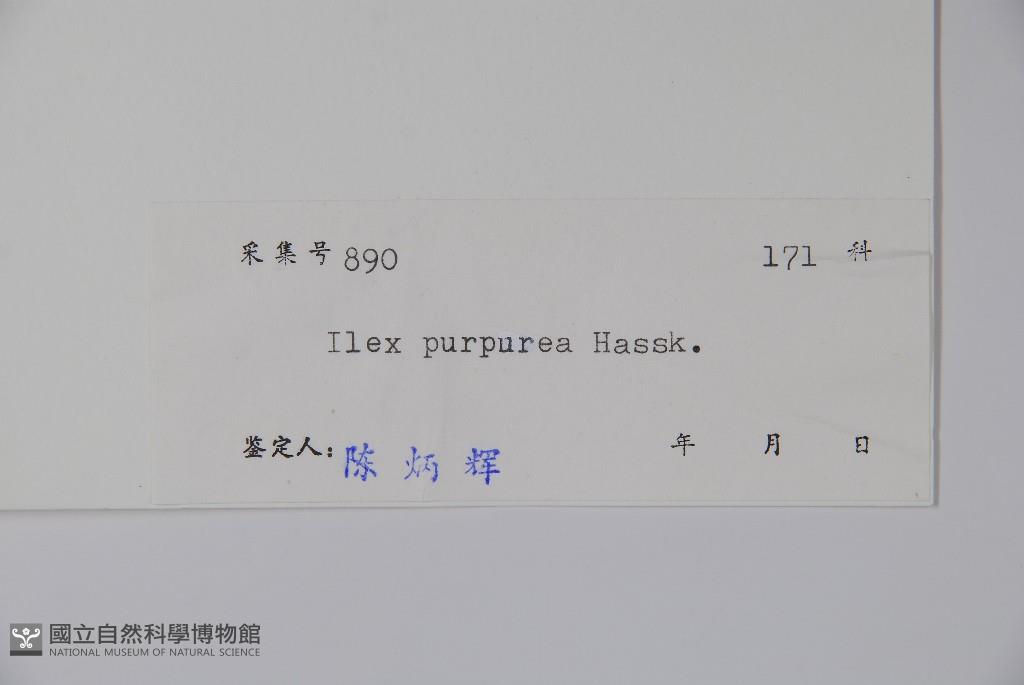 采集号 890 171 科
Ilex purpurea Hassk.
鉴定人: 陈炳辉 年 月 日
國立自然科學博物館
NATIONAL MUSEUM OF NATURAL SCIENCE